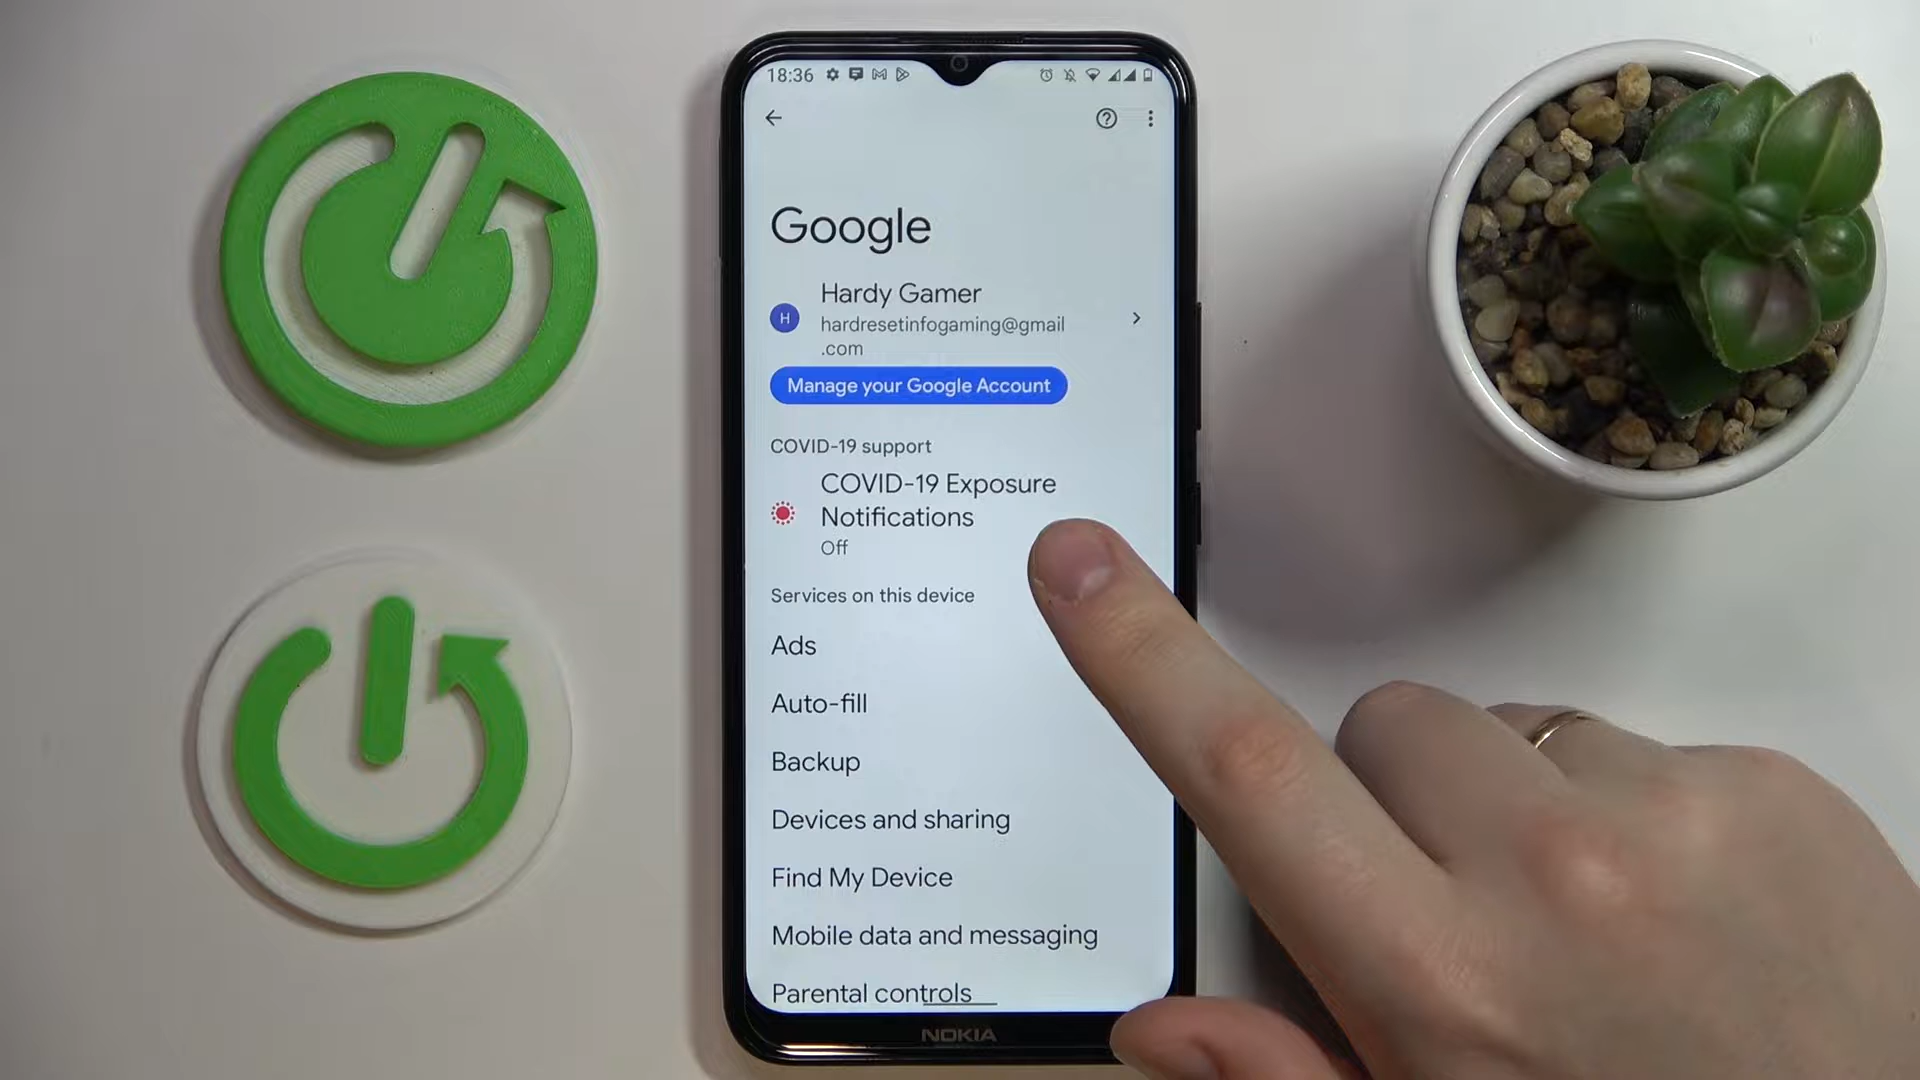 18:36
Google
H
Hardy Gamer
hardresetinfogaming@gmail
.com
Manage your Google Account
COVID-19 support
COVID-19 Exposure
Notifications
Off
Services on this device
Ads
Auto-fill
Backup
Devices and sharing
Find My Device
Mobile data and messaging
Parental controls
NOKIA